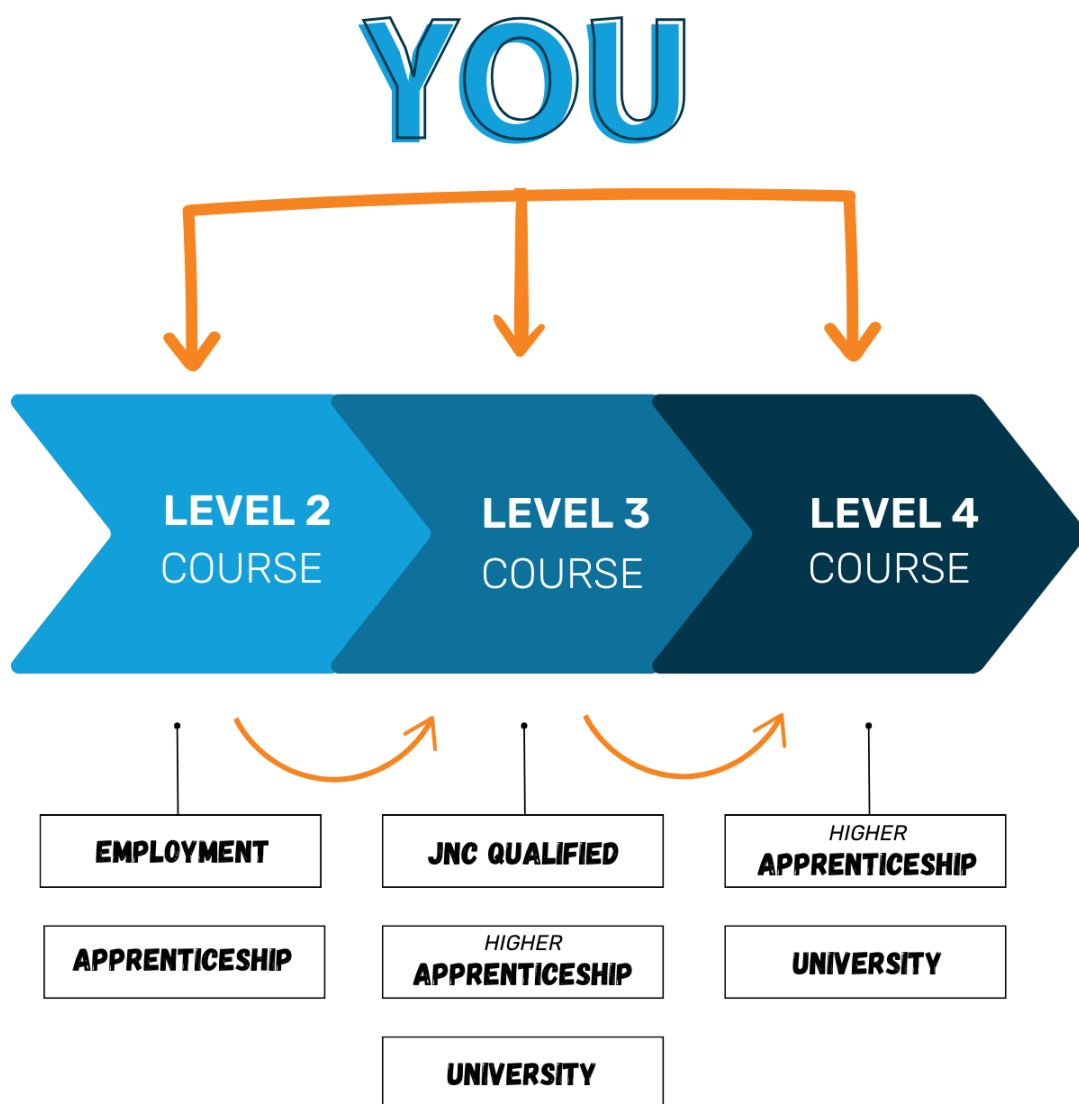 YOU
LEVEL 2
COURSE
LEVEL 3
COURSE
LEVEL 4
COURSE
EMPLOYMENT
APPRENTICESHIP
JNC QUALIFIED
HIGHER
APPRENTICESHIP
UNIVERSITY
HIGHER
APPRENTICESHIP
UNIVERSITY